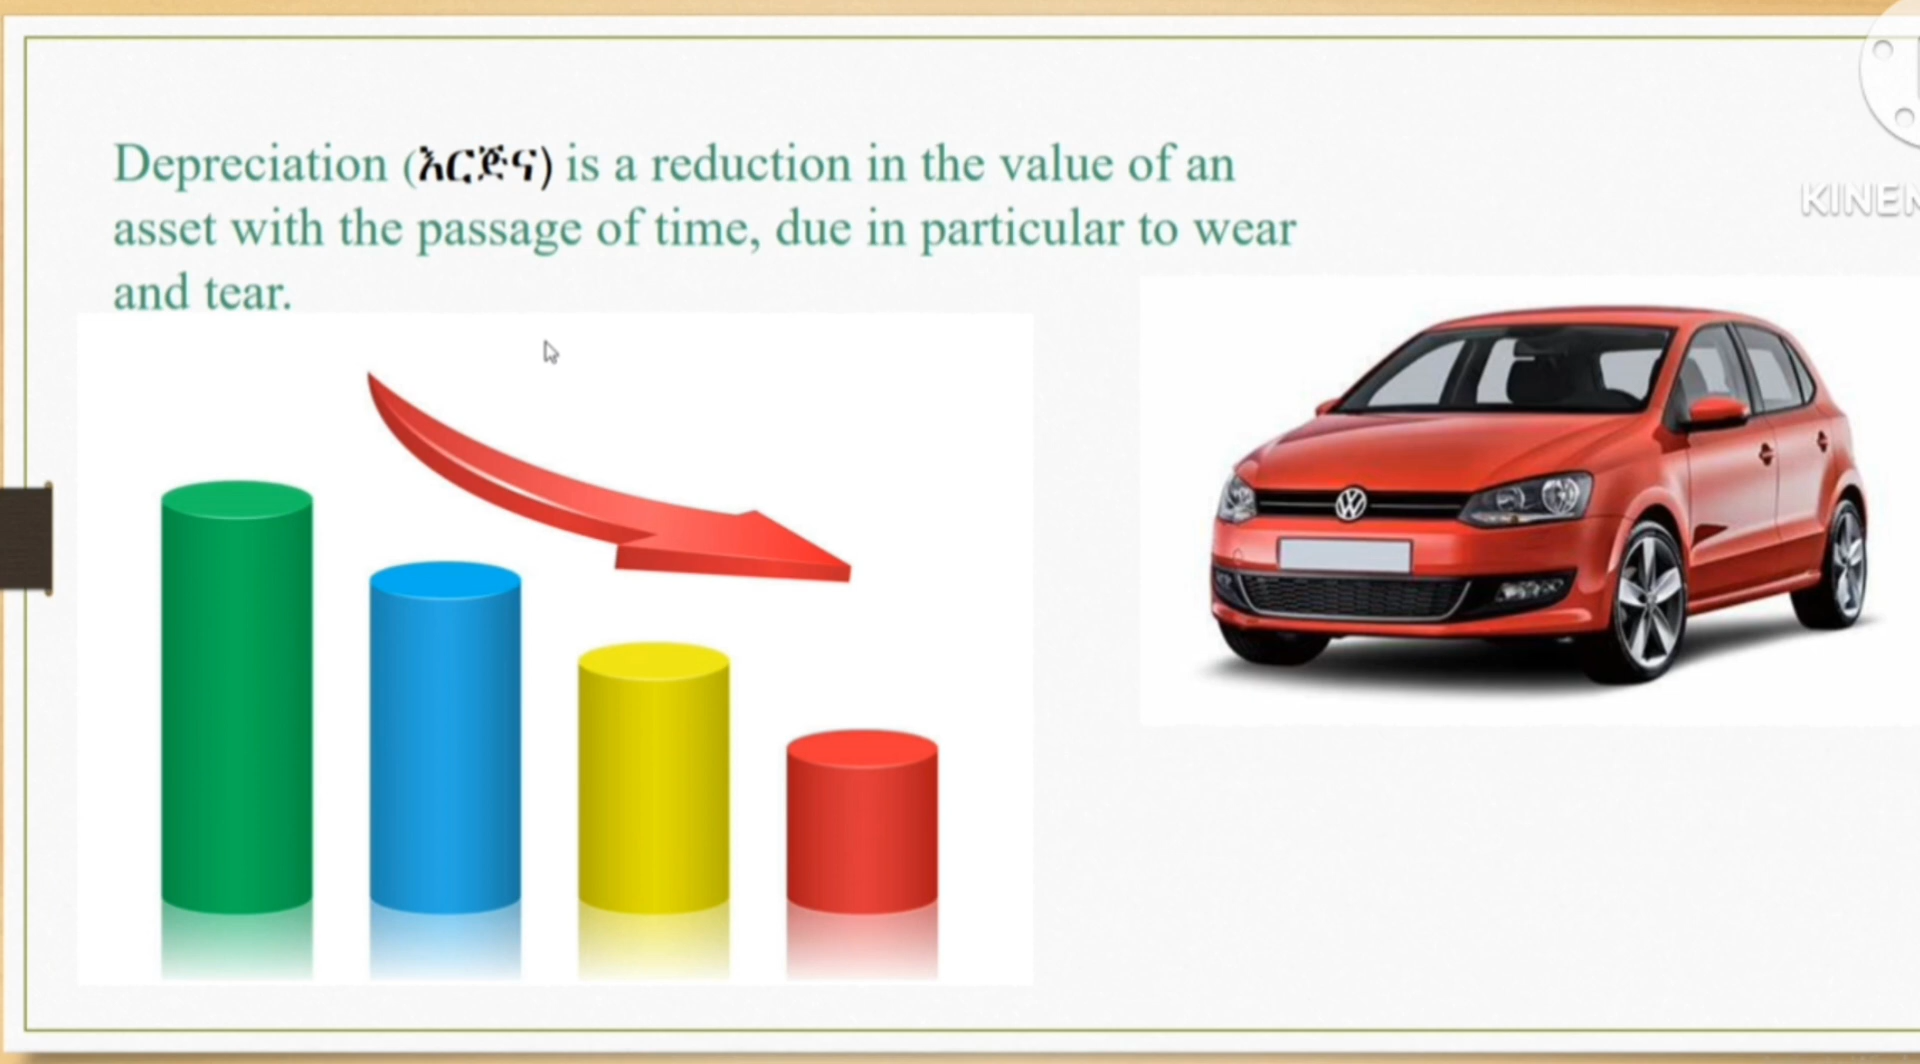 Depreciation (እርጅና) is a reduction in the value of an
asset with the passage of time, due in particular to wear
and tear.
KINEM